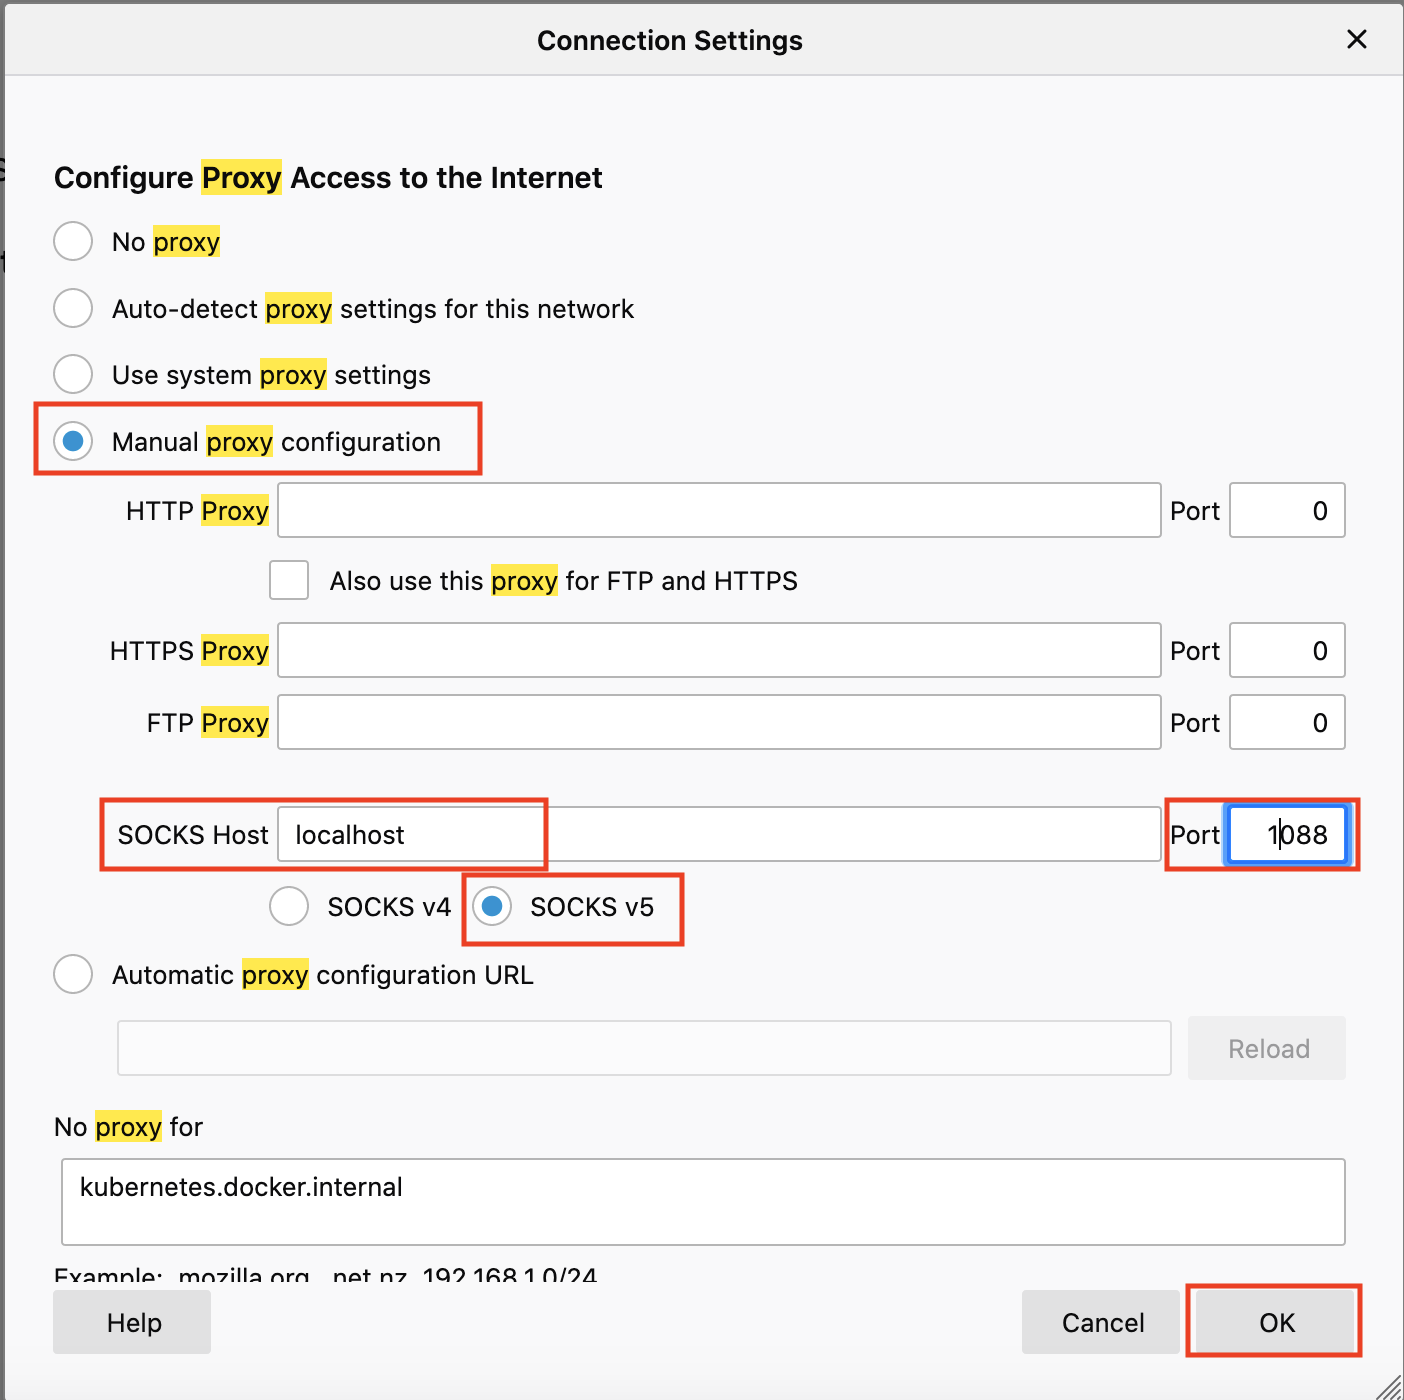 Connection Settings
Configure Proxy Access to the Internet
No proxy
Auto-detect proxy settings for this network
Use system proxy settings
Manual proxy configuration
HTTP Proxy Port 0
Also use this proxy for FTP and HTTPS
HTTPS Proxy Port 0
FTP Proxy Port 0
SOCKS Host localhost Port 1088
SOCKS v4 SOCKS v5
Automatic proxy configuration URL
Reload
No proxy for
kubernetes.docker.internal
Example: .mozilla.org, .net.nz, 192.168.1.0/24
Help Cancel OK